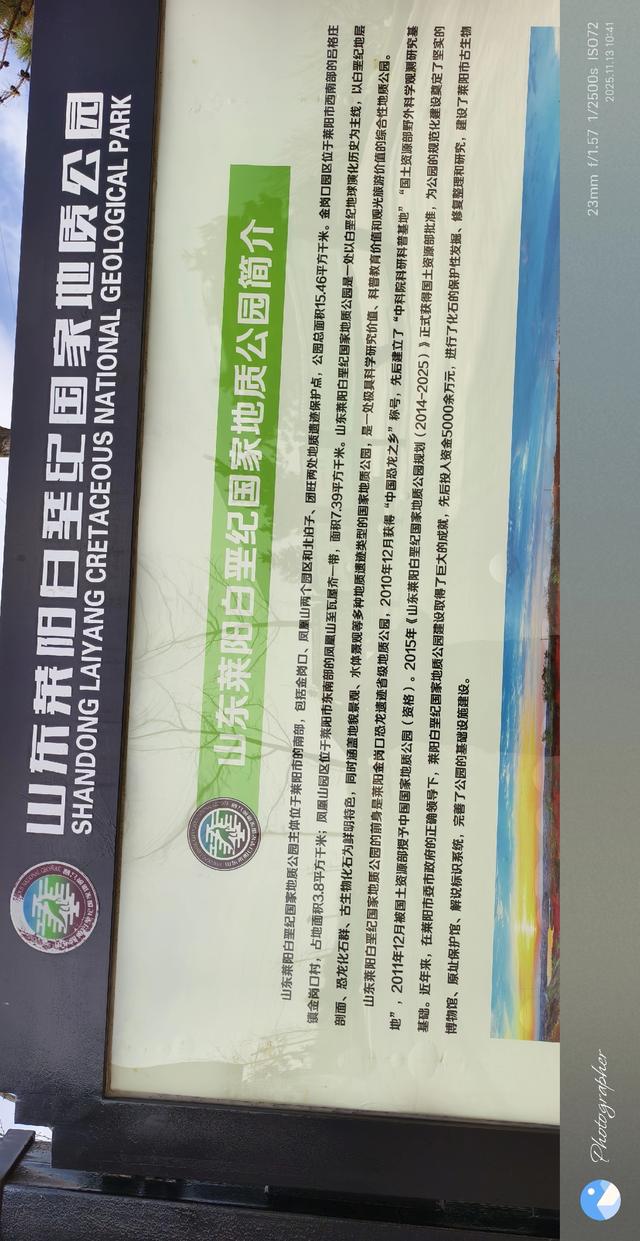 山东莱阳白垩纪国家地质公园
SHANDONG LAIYANG CRETACEOUS NATIONAL GEOLOGICAL PARK
山东莱阳白垩纪国家地质公园简介
山东莱阳白垩纪国家地质公园主体位于莱阳市的南部,包括金岗口、凤凰山两个园区和北泊子、团旺两处地质遗迹保护点,公园总面积15.46平方千米。金岗口园区位于莱阳市西南部的吕格庄
镇金岗口村,占地面积3.8平方千米;凤凰山园区位于莱阳市东南部的凤凰山至瓦屋夼一带,面积7.39平方千米。山东莱阳白垩纪国家地质公园是一处以白垩纪地球演化历史为主线,以白垩纪地层
剖面、恐龙化石群、古生物化石为鲜明特色,同时涵盖地貌景观、水体景观等多种地质遗迹类型的国家地质公园,是一处极具科学研究价值、科普教育价值和观光旅游价值的综合性地质公园。
山东莱阳白垩纪国家地质公园的前身是莱阳金岗口恐龙遗迹省级地质公园,2010年12月获得“中国恐龙之乡”称号,先后建立了“中科院科研科普基地”“国土资源部野外科学观测研究基
地”,2011年12月被国土资源部授予中国国家地质公园(资格)。2015年《山东莱阳白垩纪国家地质公园规划(2014-2025)》正式获得国土资源部批准,为公园的规范化建设奠定了坚实的
基础。近年来,在莱阳市委市政府的正确领导下,莱阳白垩纪国家地质公园建设取得了巨大的成就,先后投入资金5000余万元,进行了化石的保护性发掘、修复整理和研究,建设了莱阳市古生物
博物馆、原址保护馆、解说标识系统,完善了公园的基础设施建设。
Photographer
23mm f/1.57 1/2500s ISO72
2025.11.13 10:41